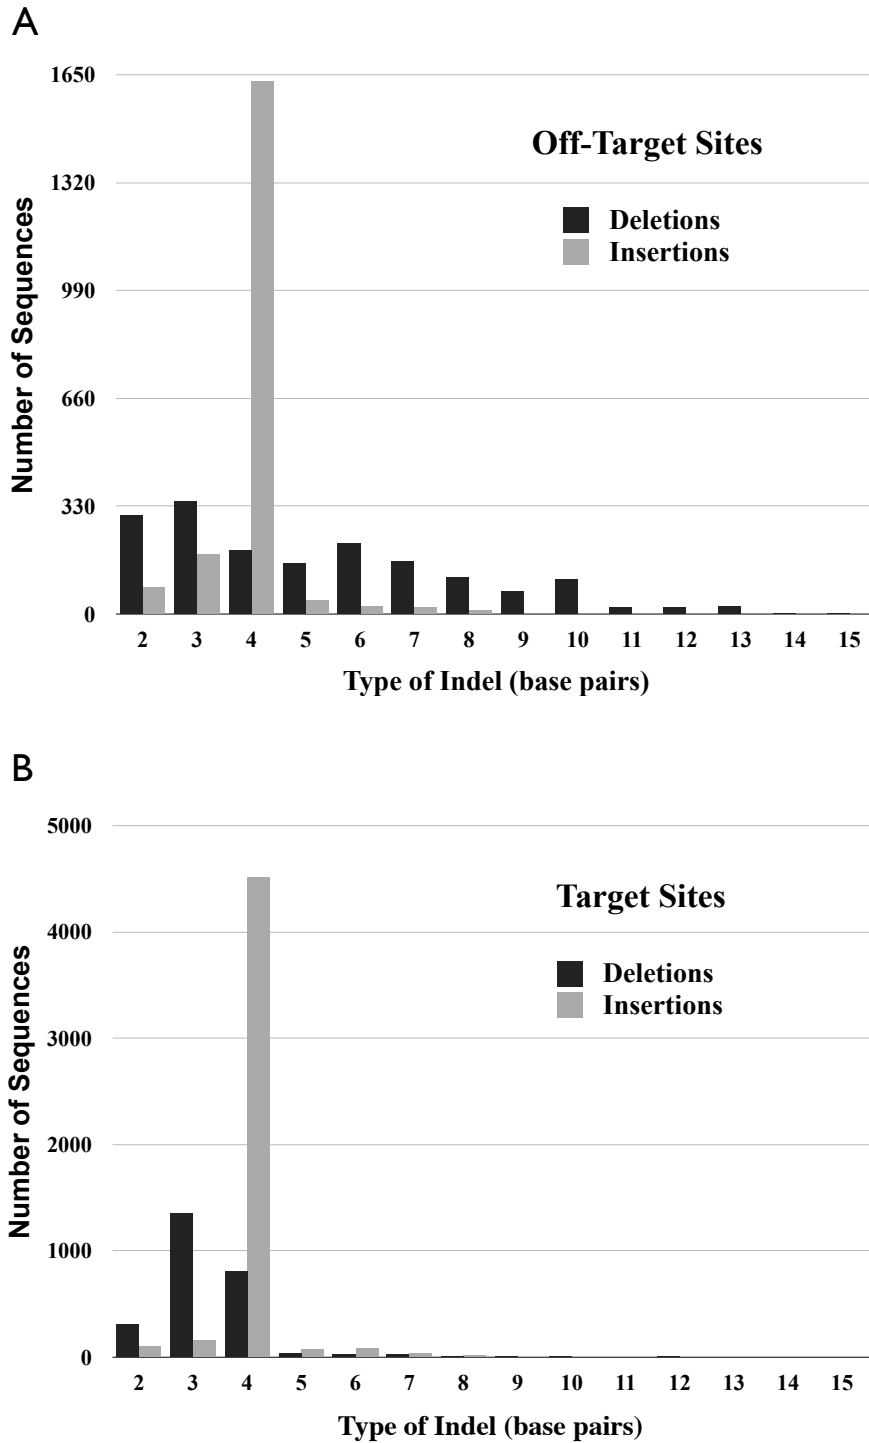 A
1650
1320
990
660
330
0
Number of Sequences
Off-Target Sites
Deletions
Insertions
2 3 4 5 6 7 8 9 10 11 12 13 14 15
Type of Indel (base pairs)
B
5000
4000
3000
2000
1000
0
Number of Sequences
Target Sites
Deletions
Insertions
2 3 4 5 6 7 8 9 10 11 12 13 14 15
Type of Indel (base pairs)